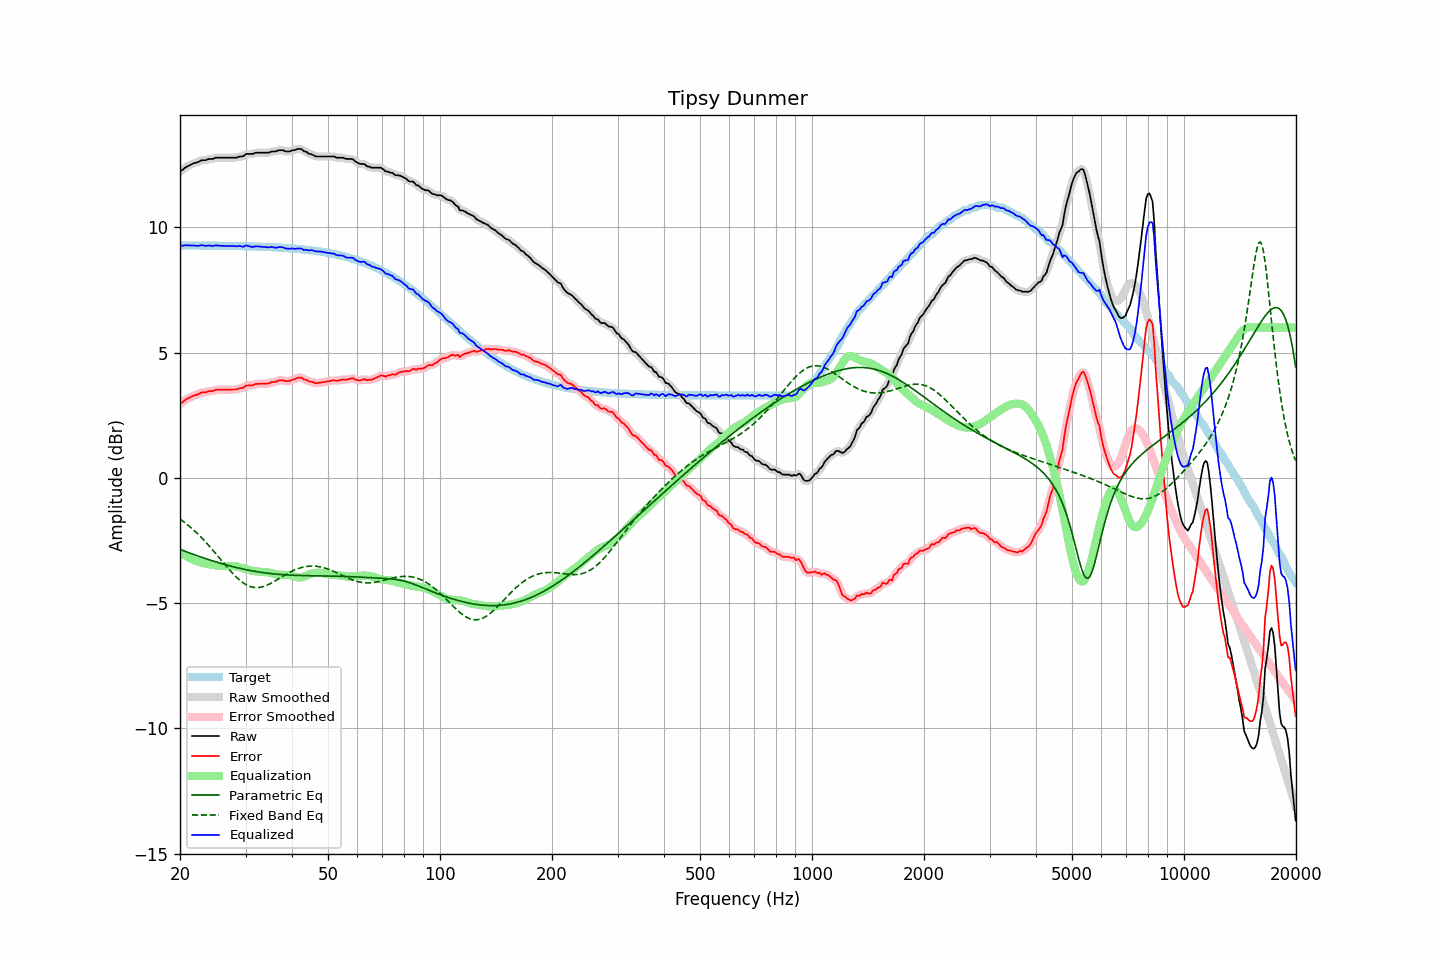 Tipsy Dunmer
Amplitude (dBr)
10
5
0
−5
−10
−15
Target
Raw Smoothed
Error Smoothed
Raw
Error
Equalization
Parametric Eq
Fixed Band Eq
Equalized
20 50 100 200 500 1000 2000 5000 10000 20000
Frequency (Hz)